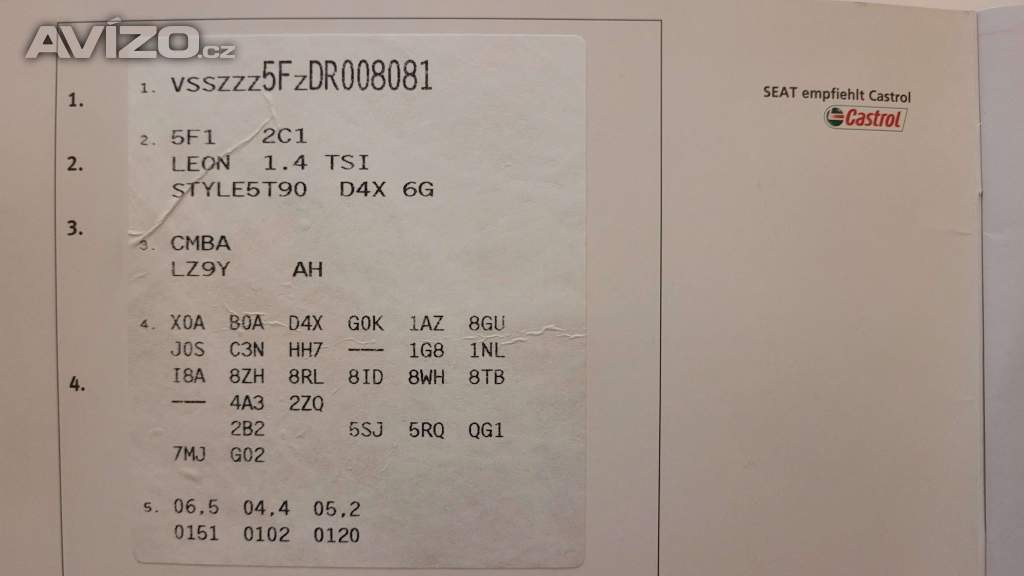 AVÍZO.cz
1. 1. VSSZZZ5FZDR008081
SEAT empfiehlt Castrol
Castrol
2. 2. 5F1 2C1
LEON 1.4 TSI
STYLE5T90 D4X 6G
3. 3. CMBA
LZ9Y AH
4. 4. X0A B0A D4X G0K 1AZ 8GU
J0S C3N HH7 --- 1G8 1NL
I8A 8ZH 8RL 8ID 8WH 8TB
--- 4A3 2ZQ
2B2 5SJ 5RQ QG1
7MJ G02
5. 06,5 04,4 05,2
0151 0102 0120